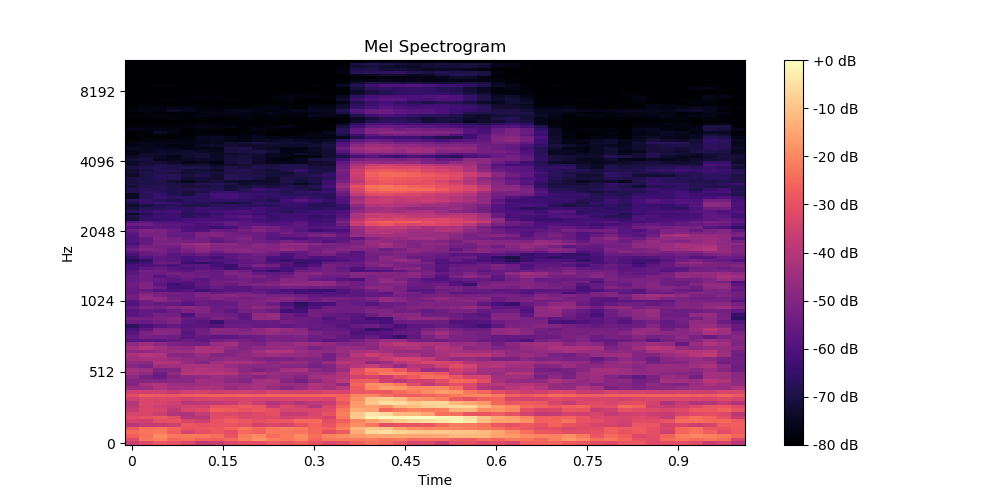 Mel Spectrogram
Hz
8192
4096
2048
1024
512
0
0 0.15 0.3 0.45 0.6 0.75 0.9
Time
+0 dB
-10 dB
-20 dB
-30 dB
-40 dB
-50 dB
-60 dB
-70 dB
-80 dB